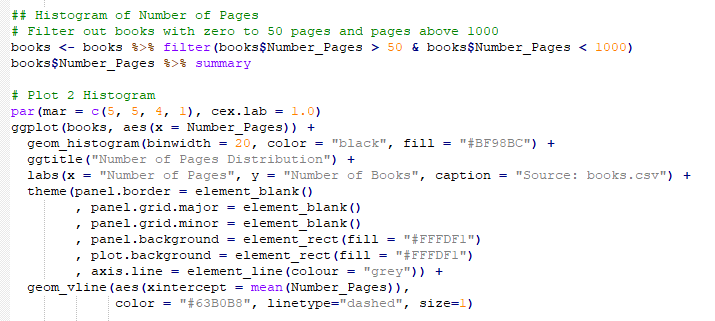 ## Histogram of Number of Pages
# Filter out books with zero to 50 pages and pages above 1000
books <- books %>% filter(books$Number_Pages > 50 & books$Number_Pages < 1000)
books$Number_Pages %>% summary

# Plot 2 Histogram
par(mar = c(5, 5, 4, 1), cex.lab = 1.0)
ggplot(books, aes(x = Number_Pages)) +
  geom_histogram(binwidth = 20, color = "black", fill = "#BF98BC") +
  ggtitle("Number of Pages Distribution") +
  labs(x = "Number of Pages", y = "Number of Books", caption = "Source: books.csv") +
  theme(panel.border = element_blank()
        , panel.grid.major = element_blank()
        , panel.grid.minor = element_blank()
        , panel.background = element_rect(fill = "#FFFDF1")
        , plot.background = element_rect(fill = "#FFFDF1")
        , axis.line = element_line(colour = "grey")) +
  geom_vline(aes(xintercept = mean(Number_Pages)),
             color = "#63B0B8", linetype="dashed", size=1)